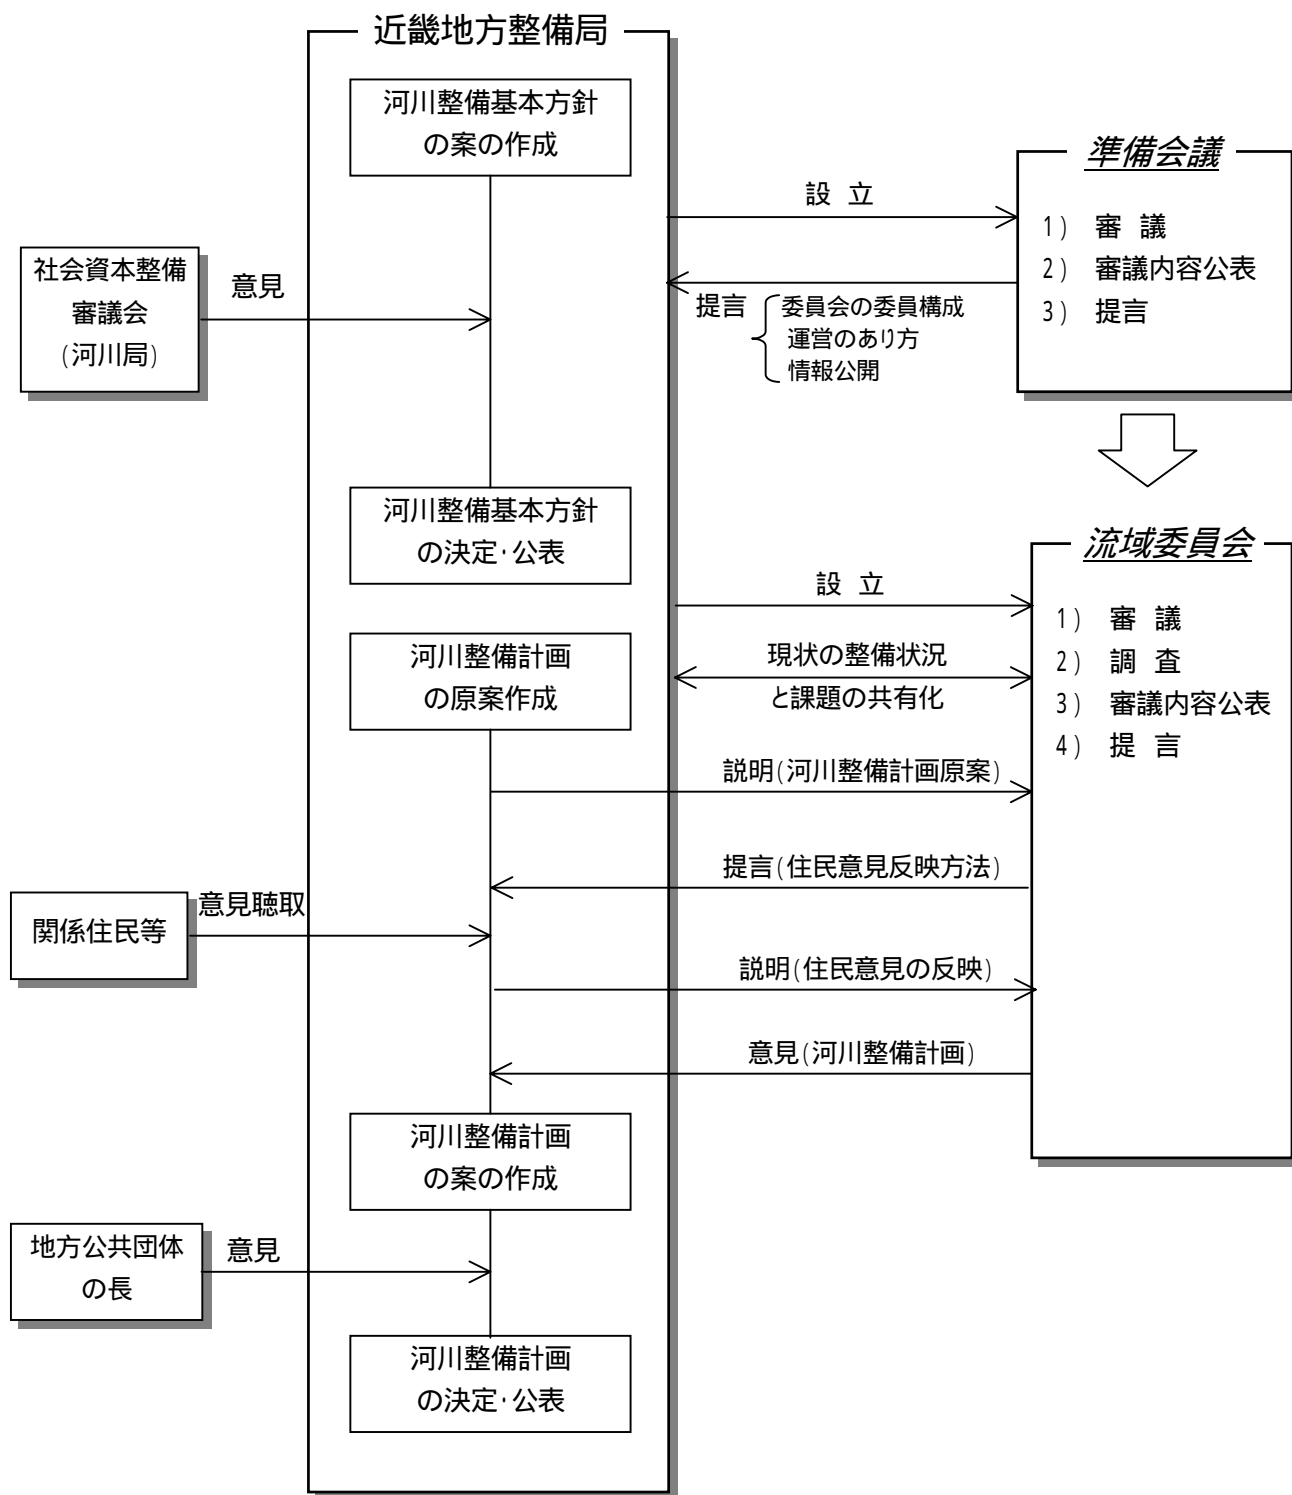 近畿地方整備局
河川整備基本方針
の案の作成
準備会議
設 立
1) 審 議
2) 審議内容公表
3) 提言
社会資本整備
審議会
(河川局)
意見
提言
委員会の委員構成
運営のあり方
情報公開
河川整備基本方針
の決定・公表
流域委員会
設 立
1) 審 議
2) 調 査
3) 審議内容公表
4) 提 言
河川整備計画
の原案作成
現状の整備状況
と課題の共有化
説明(河川整備計画原案)
提言(住民意見反映方法)
関係住民等
意見聴取
説明(住民意見の反映)
意見(河川整備計画)
河川整備計画
の案の作成
地方公共団体
の長
意見
河川整備計画
の決定・公表